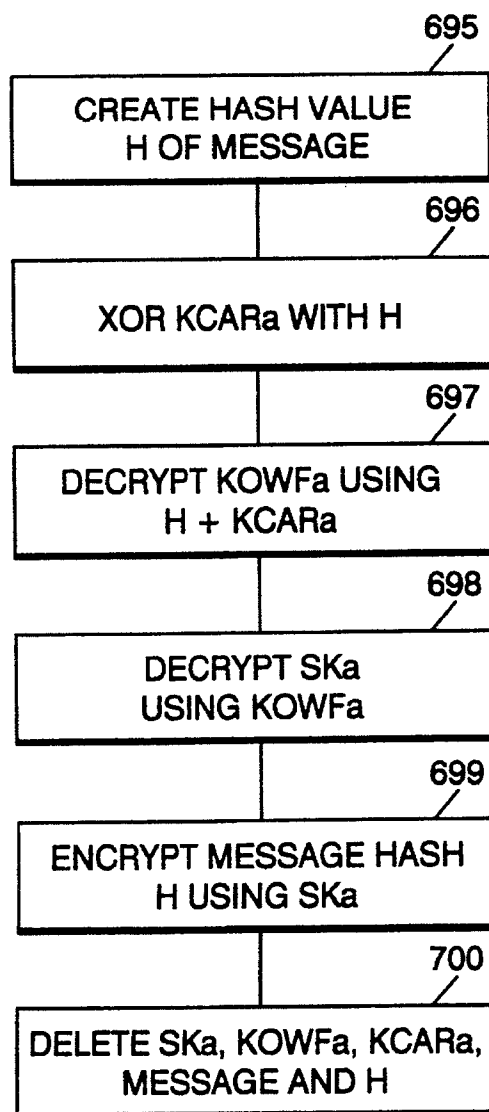 695
CREATE HASH VALUE
H OF MESSAGE
696
XOR KCARa WITH H
697
DECRYPT KOWFa USING
H + KCARa
698
DECRYPT SKa
USING KOWFa
699
ENCRYPT MESSAGE HASH
H USING SKa
700
DELETE SKa, KOWFa, KCARa,
MESSAGE AND H